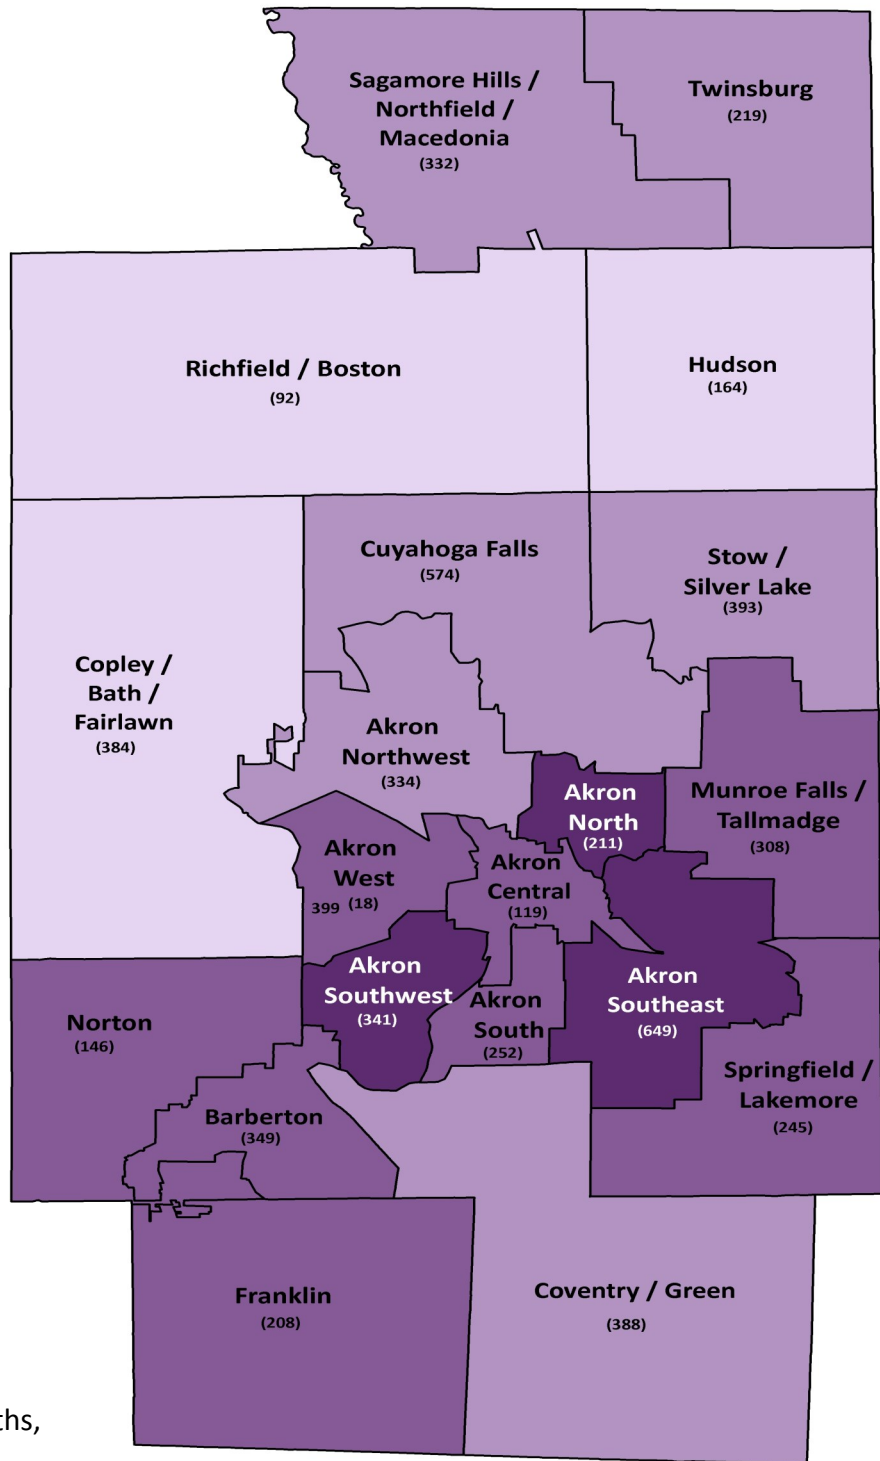 Sagamore Hills /
Northfield /
Macedonia
(332)
Twinsburg
(219)
Richfield / Boston
(92)
Hudson
(164)
Cuyahoga Falls
(574)
Stow /
Silver Lake
(393)
Copley /
Bath /
Fairlawn
(384)
Akron
Northwest
(334)
Akron
North
(211)
Munroe Falls /
Tallmadge
(308)
Akron
West
399 (18)
Akron
Central
(119)
Akron
Southwest
(341)
Akron
South
(252)
Akron
Southeast
(649)
Norton
(146)
Springfield /
Lakemore
(245)
Barberton
(349)
Franklin
(208)
Coventry / Green
(388)
ths,